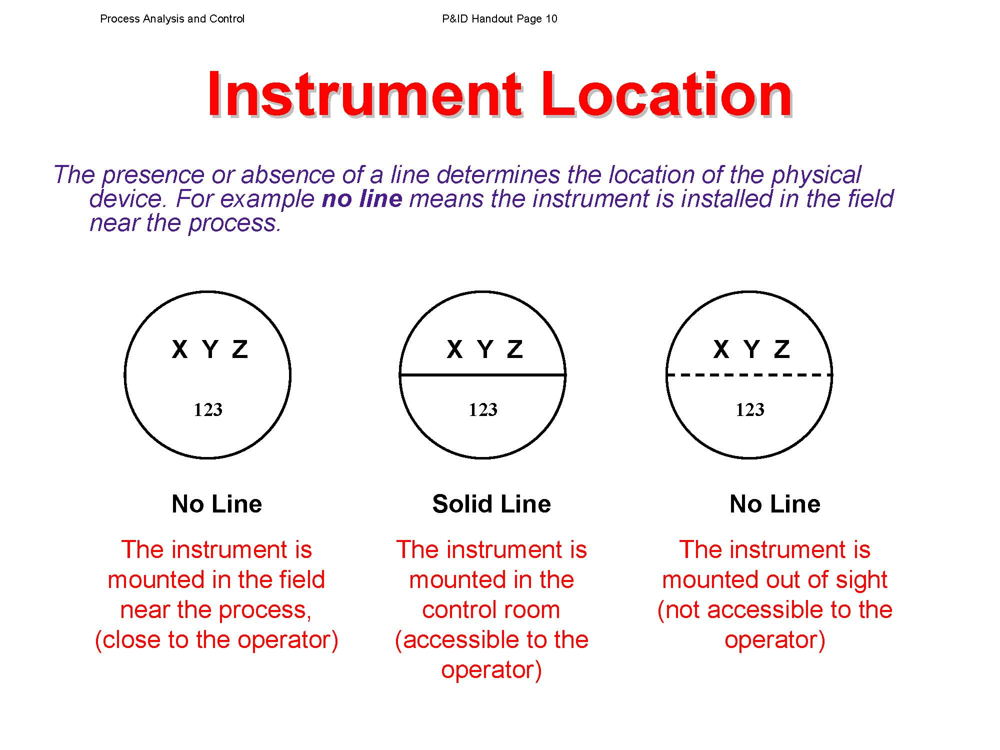 Process Analysis and Control
P&ID Handout Page 10
Instrument Location
The presence or absence of a line determines the location of the physical
device. For example no line means the instrument is installed in the field
near the process.
X Y Z
123
X Y Z
123
X Y Z
123
No Line
The instrument is
mounted in the field
near the process,
(close to the operator)
Solid Line
The instrument is
mounted in the
control room
(accessible to the
operator)
No Line
The instrument is
mounted out of sight
(not accessible to the
operator)